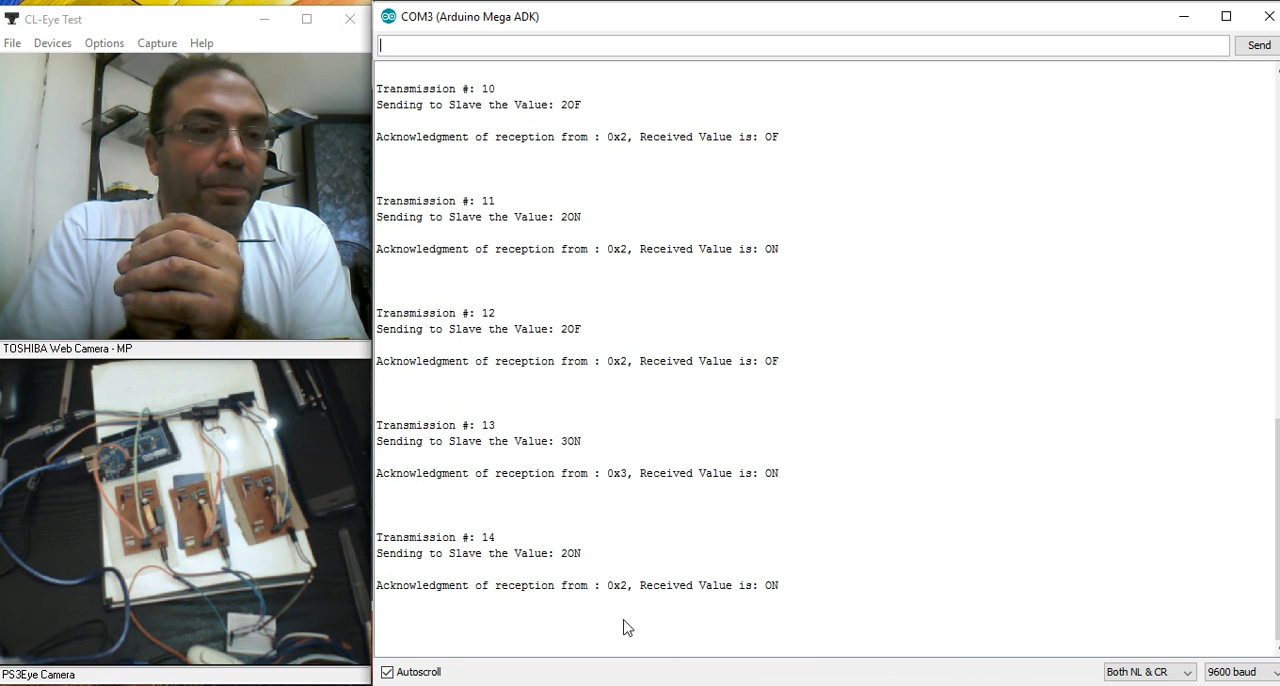 CL-Eye Test
File Devices Options Capture Help
TOSHIBA Web Camera - MP
PS3Eye Camera
COM3 (Arduino Mega ADK)
Send
Transmission #: 10
Sending to Slave the Value: 2OF
Acknowledgment of reception from : 0x2, Received Value is: OF
Transmission #: 11
Sending to Slave the Value: 2ON
Acknowledgment of reception from : 0x2, Received Value is: ON
Transmission #: 12
Sending to Slave the Value: 2OF
Acknowledgment of reception from : 0x2, Received Value is: OF
Transmission #: 13
Sending to Slave the Value: 3ON
Acknowledgment of reception from : 0x3, Received Value is: ON
Transmission #: 14
Sending to Slave the Value: 2ON
Acknowledgment of reception from : 0x2, Received Value is: ON
Autoscroll
Both NL & CR
9600 baud